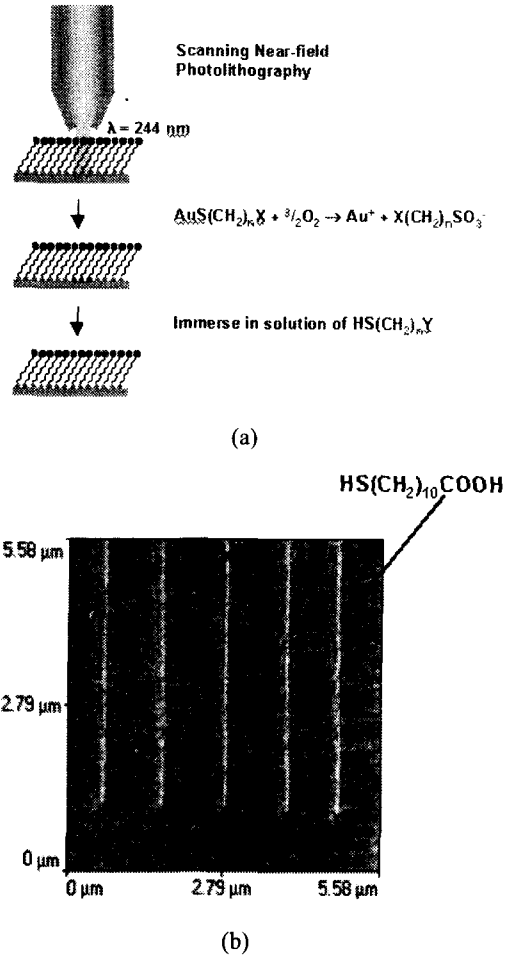 Scanning Near-field
Photolithography
λ = 244 nm
AuS(CH₂)ₙX + ³/₂O₂ → Au⁺ + X(CH₂)ₙSO₃⁻
Immerse in solution of HS(CH₂)ₙY
(a)
HS(CH₂)₁₀COOH
5.58 µm
2.79 µm
0 µm
0 µm 2.79 µm 5.58 µm
(b)